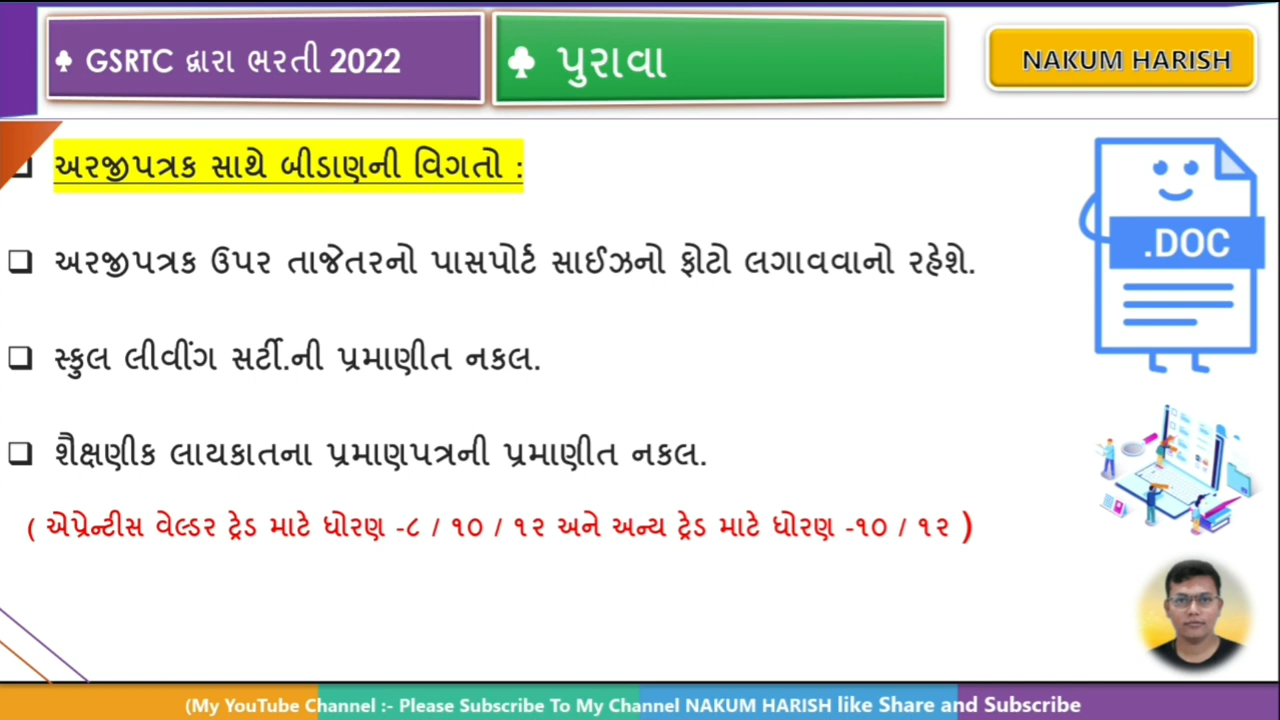 ♣ GSRTC દ્વારા ભરતી 2022
♣ પુરાવા
NAKUM HARISH
અરજીપત્રક સાથે બીડાણની વિગતો :
અરજીપત્રક ઉપર તાજેતરનો પાસપોર્ટ સાઈઝનો ફોટો લગાવવાનો રહેશે.
સ્કુલ લીવીંગ સર્ટી.ની પ્રમાણીત નકલ.
શૈક્ષણીક લાયકાતના પ્રમાણપત્રની પ્રમાણીત નકલ.
( એપ્રેન્ટીસ વેલ્ડર ટ્રેડ માટે ધોરણ -૮ / ૧૦ / ૧૨ અને અન્ય ટ્રેડ માટે ધોરણ -૧૦ / ૧૨ )
.DOC
(My YouTube Channel :- Please Subscribe To My Channel NAKUM HARISH like Share and Subscribe